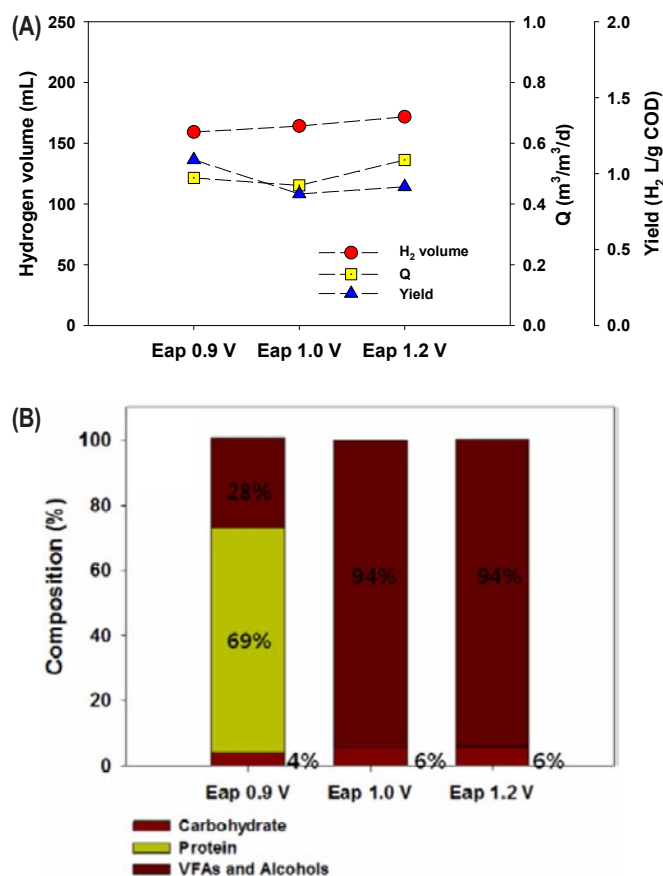 (A)
Hydrogen volume (mL)
250
200
150
100
50
0
H₂ volume
Q
Yield
Eap 0.9 V Eap 1.0 V Eap 1.2 V
1.0
0.8
0.6
0.4
0.2
0.0
Q (m³/m³/d)
2.0
1.5
1.0
0.5
0.0
Yield (H₂ L/g COD)
(B)
Composition (%)
100
80
60
40
20
0
28%
69%
4%
94%
6%
94%
6%
Eap 0.9 V Eap 1.0 V Eap 1.2 V
Carbohydrate
Protein
VFAs and Alcohols